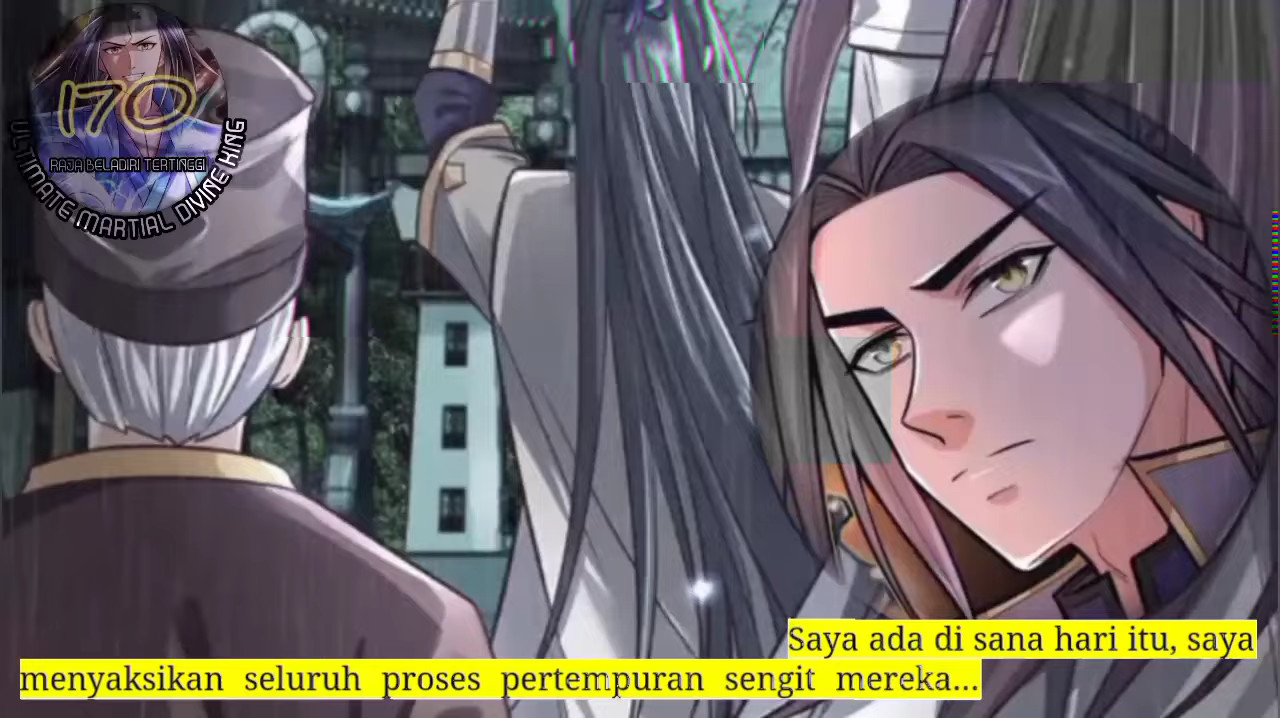 170
RAJA BELADIRI TERTINGGI
ULTIMATE MARTIAL DIVINE KING
Saya ada di sana hari itu, saya
menyaksikan seluruh proses pertempuran sengit mereka...